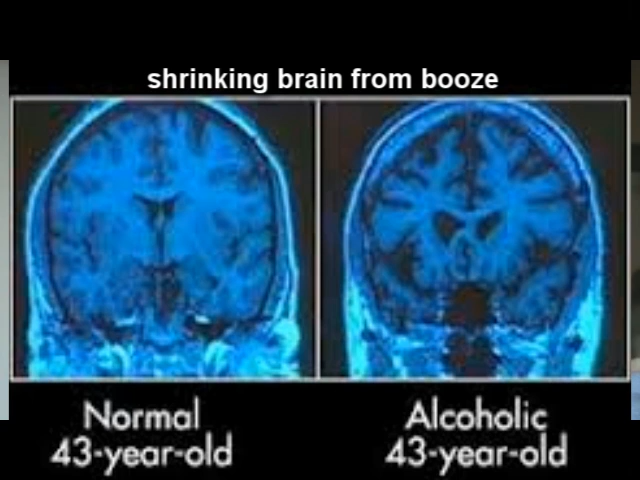 shrinking brain from booze
Normal
43-year-old
Alcoholic
43-year-old